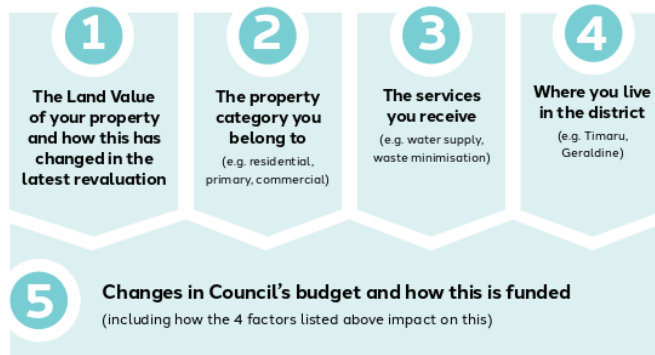 1
The Land Value
of your property
and how this has
changed in the
latest revaluation
2
The property
category you
belong to
(e.g. residential,
primary, commercial)
3
The services
you receive
(e.g. water supply,
waste minimisation)
4
Where you live
in the district
(e.g. Timaru,
Geraldine)
5
Changes in Council's budget and how this is funded
(including how the 4 factors listed above impact on this)